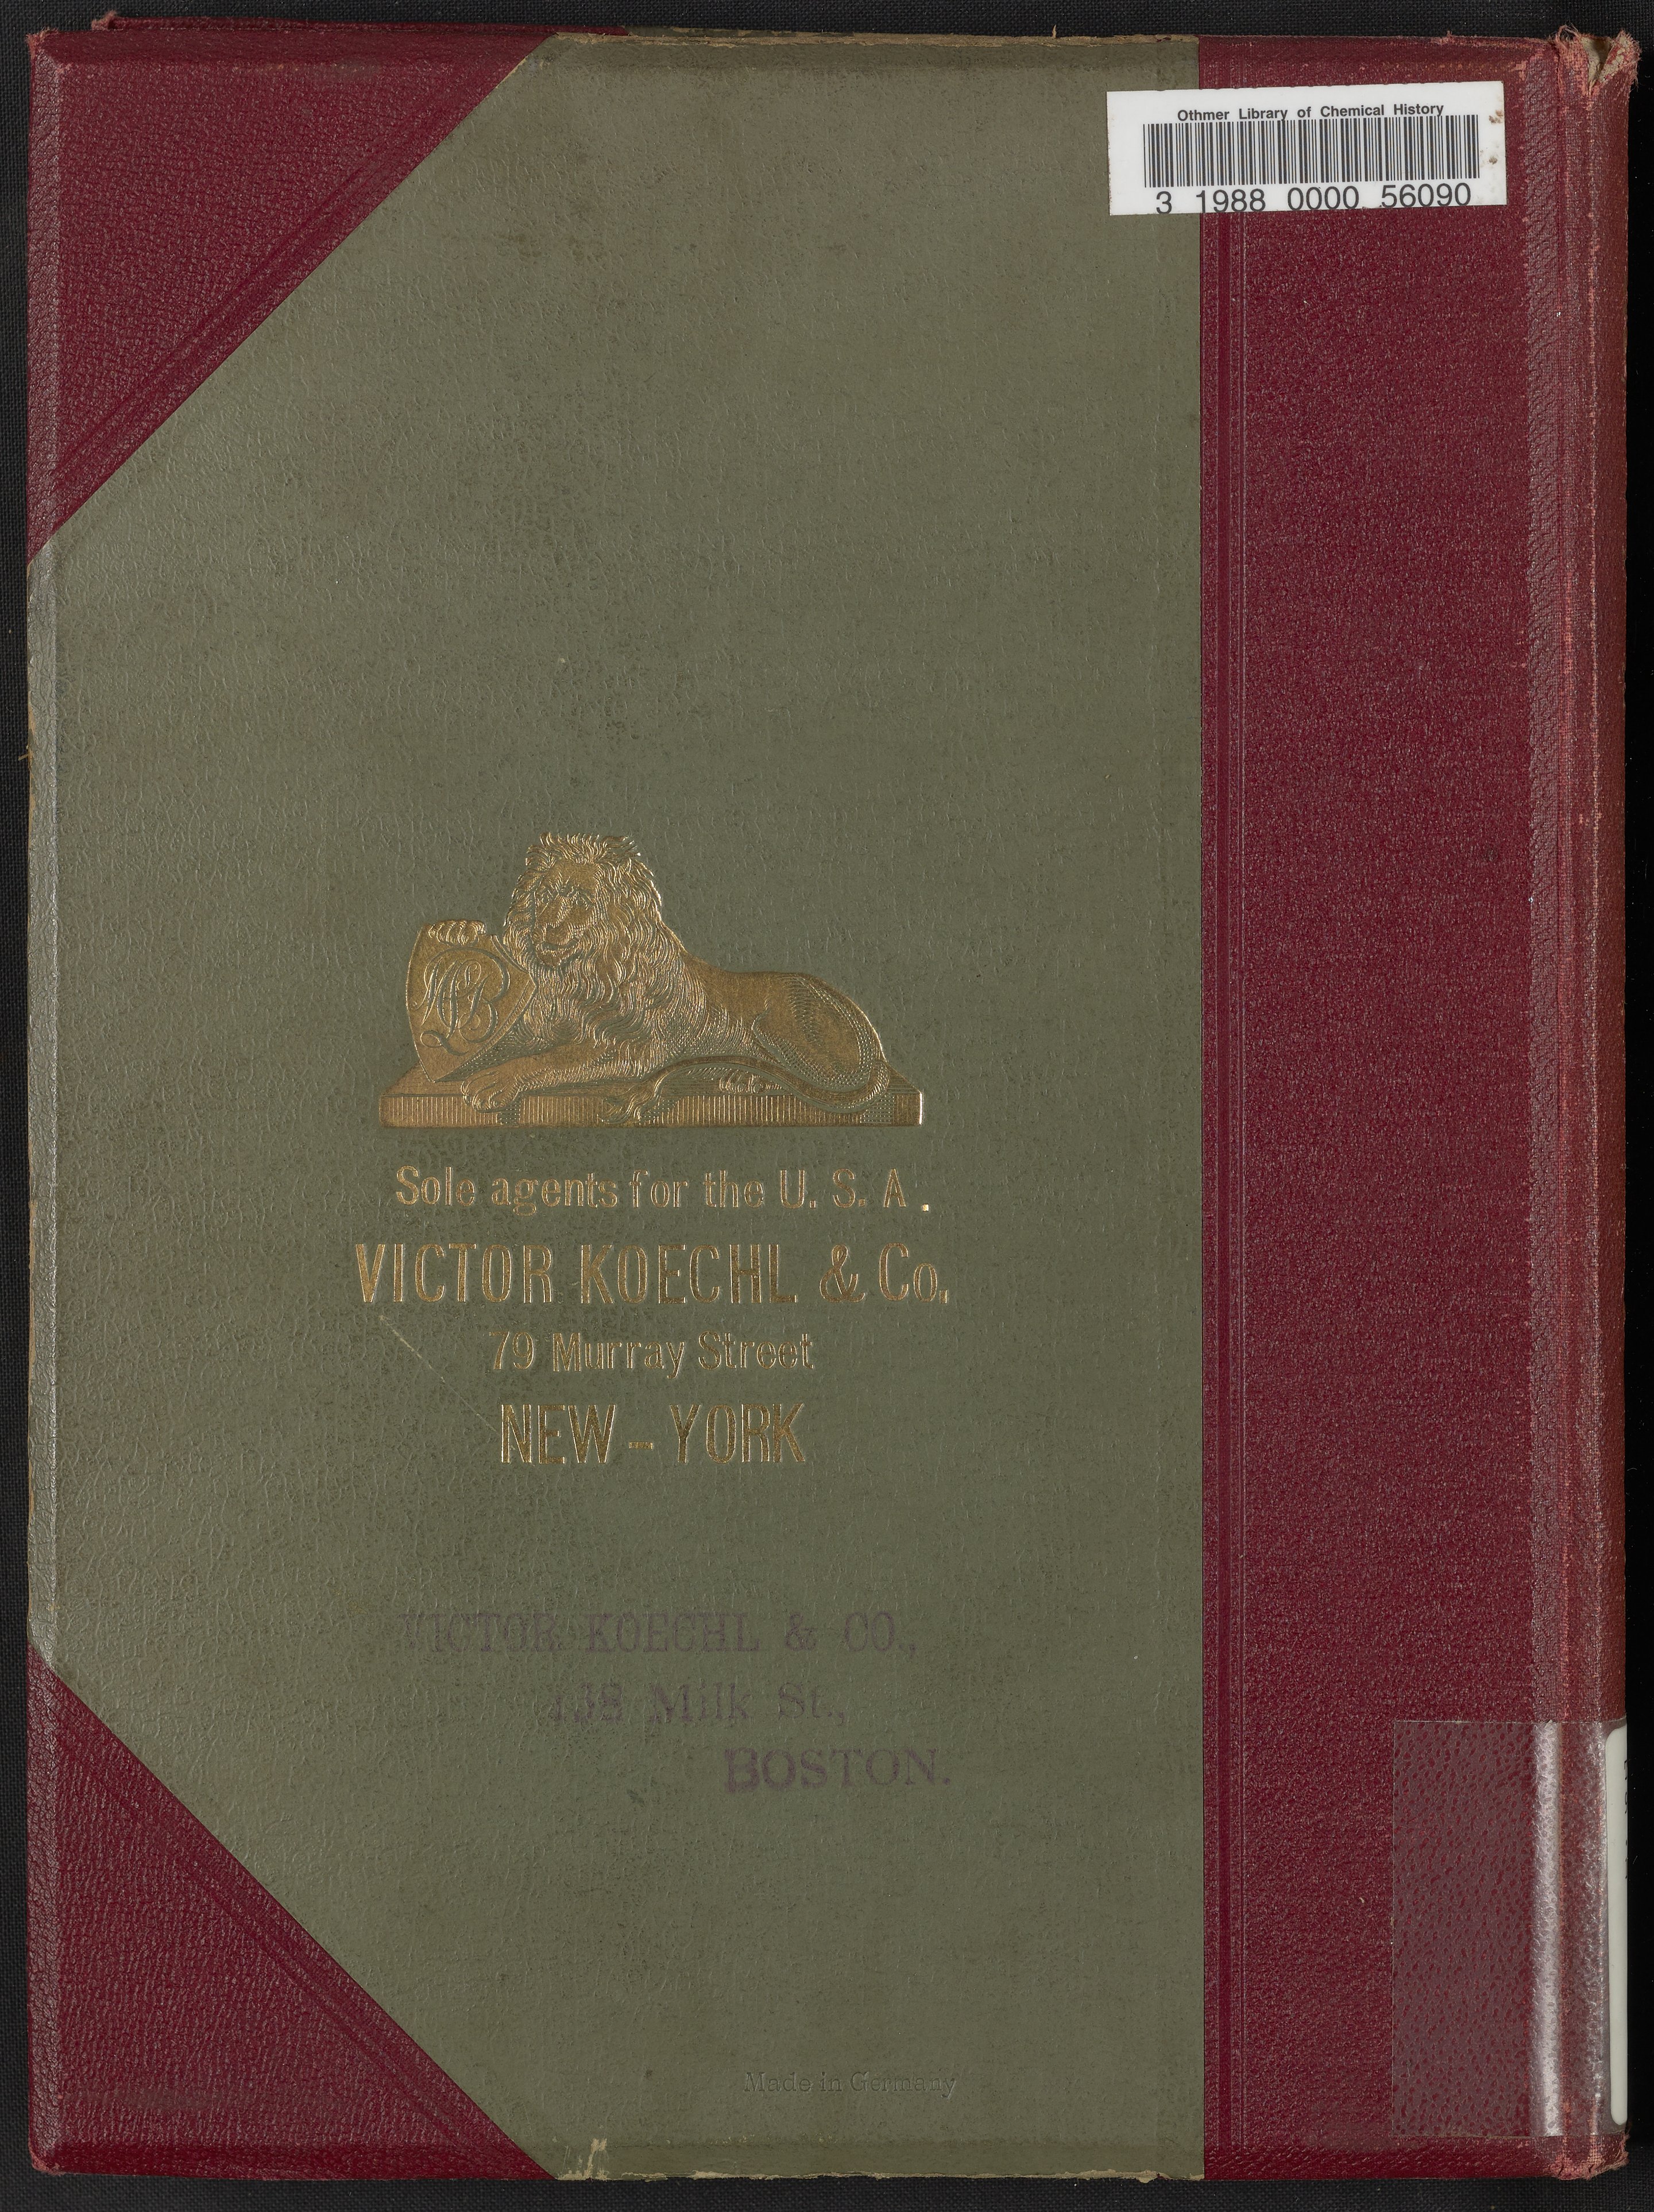 Othmer Library of Chemical History
3 1988 0000 56090
Sole agents for the U. S. A.
VICTOR KOECHL & Co.,
79 Murray Street
NEW-YORK
VICTOR KOECHL & CO.,
Milk St.,
BOSTON.
Made in Germany